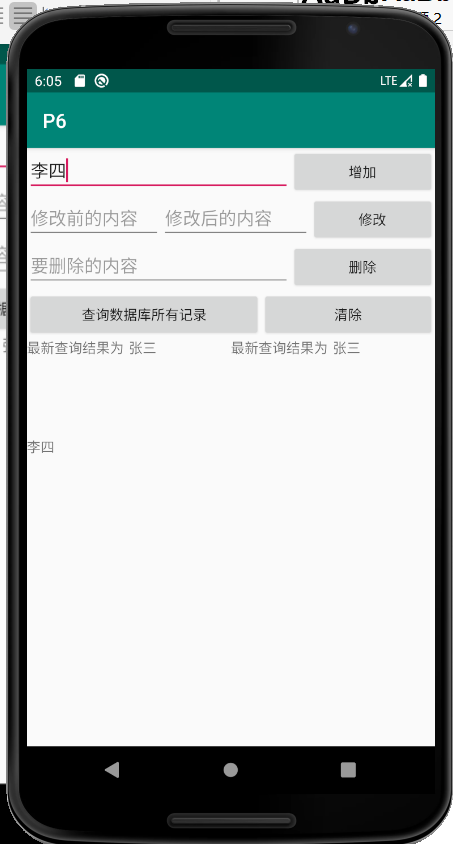 6:05 LTE
P6
李四 增加
修改前的内容 修改后的内容 修改
要删除的内容 删除
查询数据库所有记录 清除
最新查询结果为 张三 最新查询结果为 张三
李四